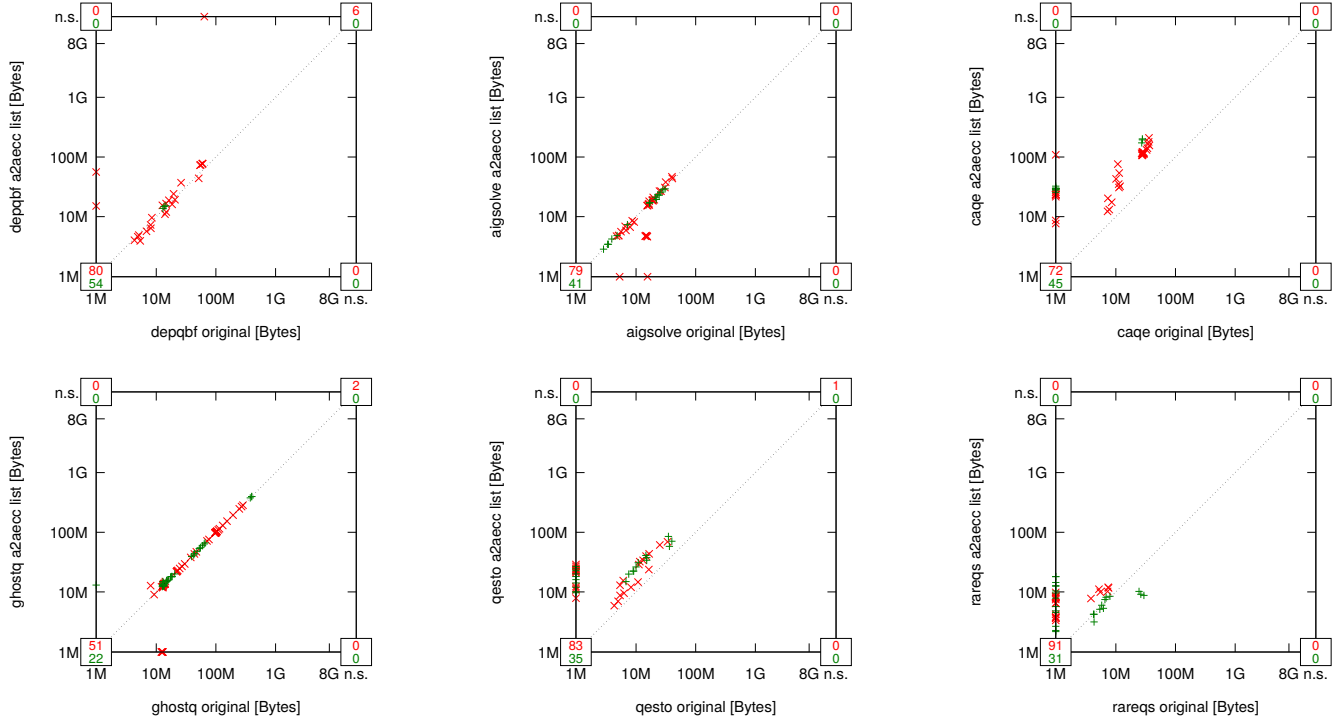 n.s. 0 0 6 0
8G
1G
100M
10M
1M 80 54 0 0
1M 10M 100M 1G 8G n.s.
depqbf a2aecc list [Bytes]
depqbf original [Bytes]
n.s. 0 0 0 0
8G
1G
100M
10M
1M 79 41 0 0
1M 10M 100M 1G 8G n.s.
aigsolve a2aecc list [Bytes]
aigsolve original [Bytes]
n.s. 0 0 0 0
8G
1G
100M
10M
1M 72 45 0 0
1M 10M 100M 1G 8G n.s.
caqe a2aecc list [Bytes]
caqe original [Bytes]
n.s. 0 0 2 0
8G
1G
100M
10M
1M 51 22 0 0
1M 10M 100M 1G 8G n.s.
ghostq a2aecc list [Bytes]
ghostq original [Bytes]
n.s. 0 0 1 0
8G
1G
100M
10M
1M 83 35 0 0
1M 10M 100M 1G 8G n.s.
qesto a2aecc list [Bytes]
qesto original [Bytes]
n.s. 0 0 0 0
8G
1G
100M
10M
1M 91 31 0 0
1M 10M 100M 1G 8G n.s.
rareqs a2aecc list [Bytes]
rareqs original [Bytes]